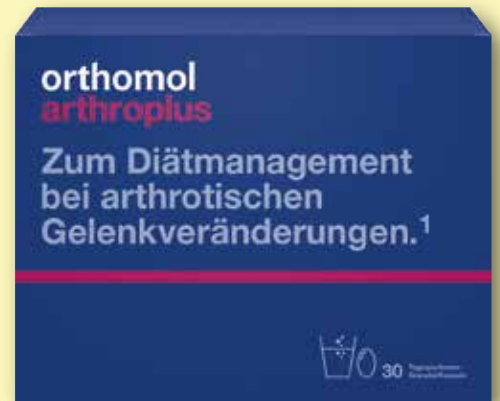 orthomol
arthroplus
Zum Diätmanagement
bei arthrotischen
Gelenkveränderungen.¹
30